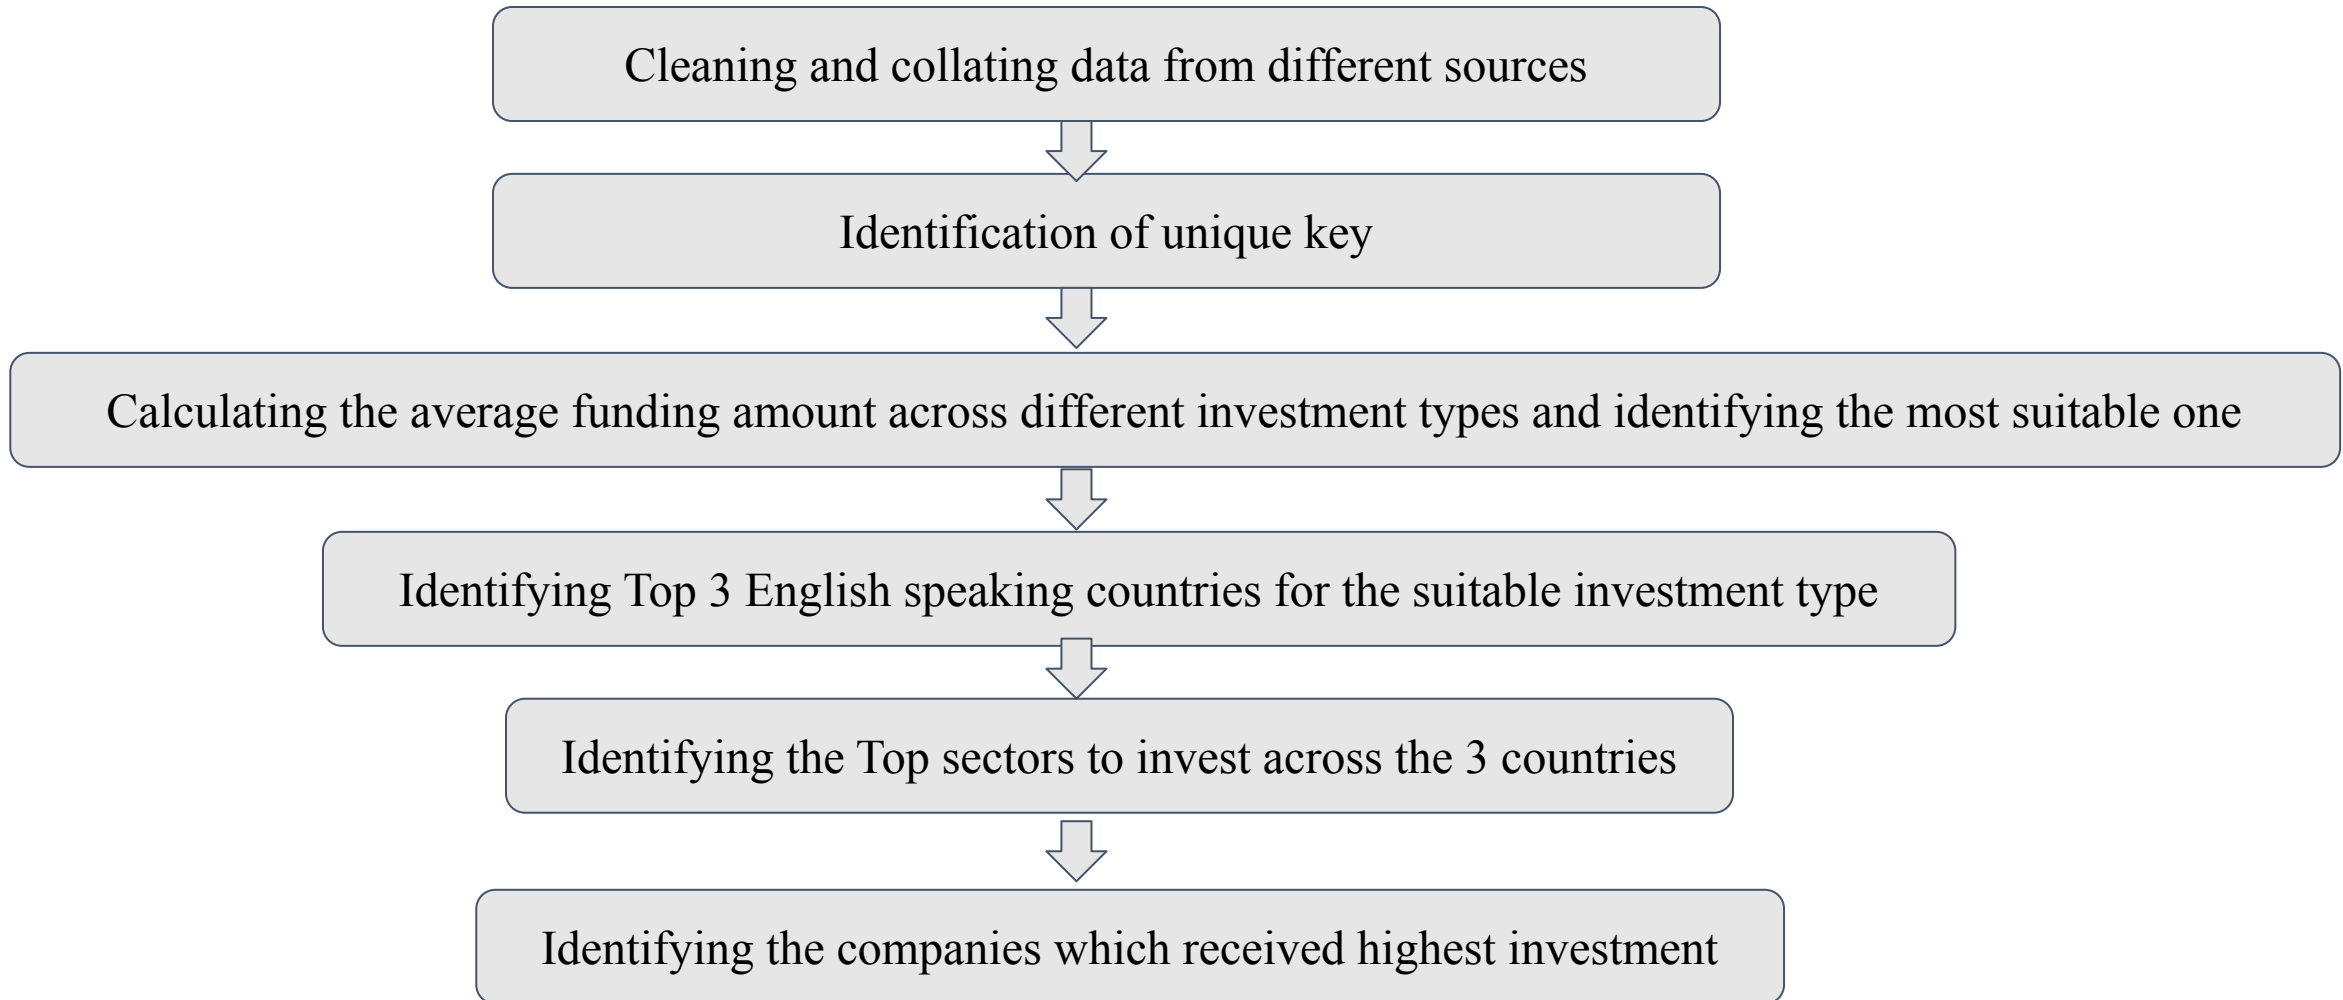 Cleaning and collating data from different sources
Identification of unique key
Calculating the average funding amount across different investment types and identifying the most suitable one
Identifying Top 3 English speaking countries for the suitable investment type
Identifying the Top sectors to invest across the 3 countries
Identifying the companies which received highest investment